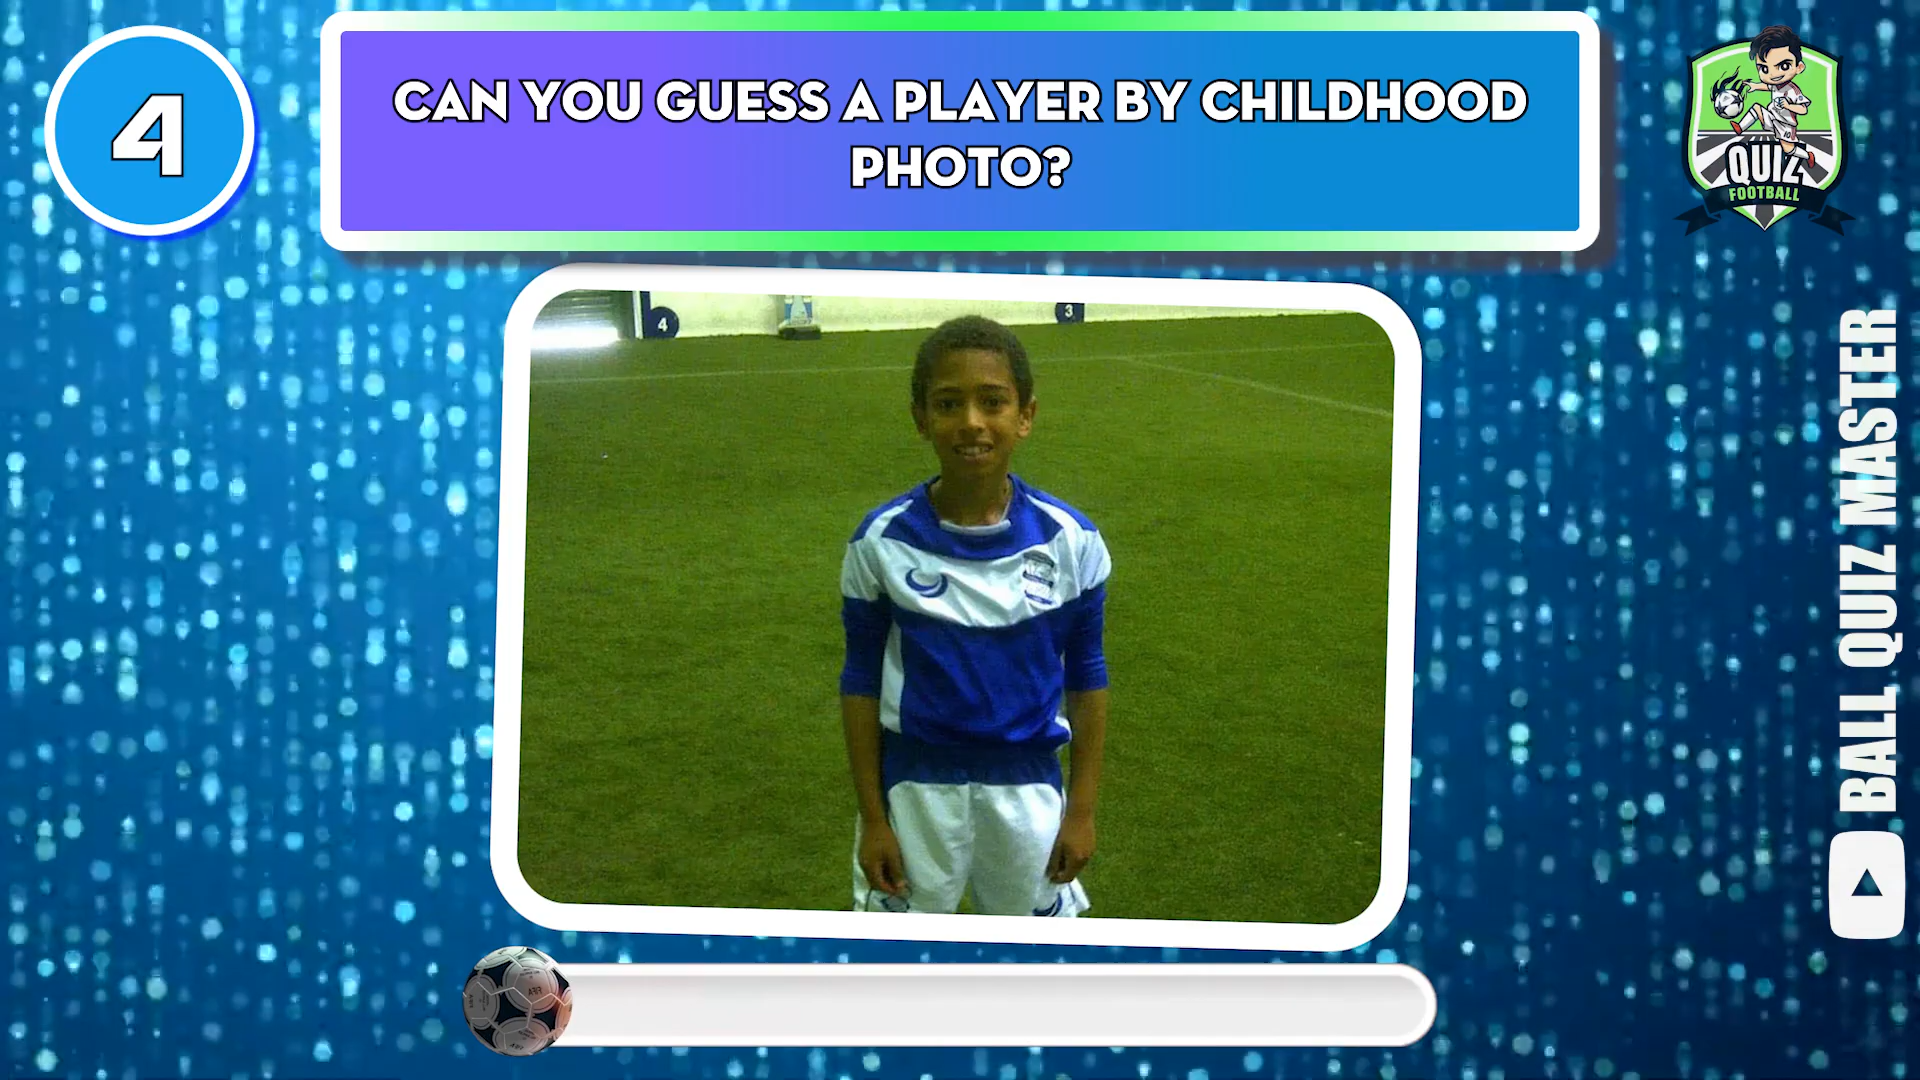 4
CAN YOU GUESS A PLAYER BY CHILDHOOD
PHOTO?
QUIZ
FOOTBALL
4
3
BALL QUIZ MASTER